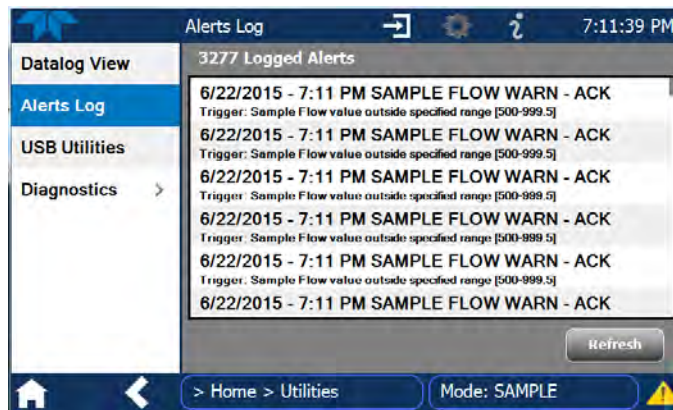 Alerts Log
7:11:39 PM
Datalog View
Alerts Log
USB Utilities
Diagnostics >
3277 Logged Alerts
6/22/2015 - 7:11 PM SAMPLE FLOW WARN - ACK
Trigger: Sample Flow value outside specified range [500-999.5]
6/22/2015 - 7:11 PM SAMPLE FLOW WARN - ACK
Trigger: Sample Flow value outside specified range [500-999.5]
6/22/2015 - 7:11 PM SAMPLE FLOW WARN - ACK
Trigger: Sample Flow value outside specified range [500-999.5]
6/22/2015 - 7:11 PM SAMPLE FLOW WARN - ACK
Trigger: Sample Flow value outside specified range [500-999.5]
6/22/2015 - 7:11 PM SAMPLE FLOW WARN - ACK
Trigger: Sample Flow value outside specified range [500-999.5]
6/22/2015 - 7:11 PM SAMPLE FLOW WARN - ACK
Refresh
> Home > Utilities
Mode: SAMPLE